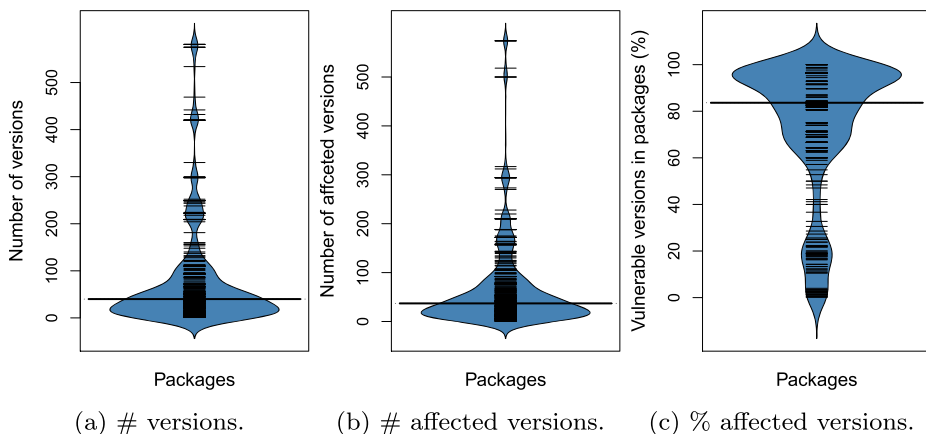 Number of versions
0 100 200 300 400 500
Packages
(a) # versions.
Number of affceted versions
0 100 200 300 400 500
Packages
(b) # affected versions.
Vulnerable versions in packages (%)
0 20 40 60 80 100
Packages
(c) % affected versions.